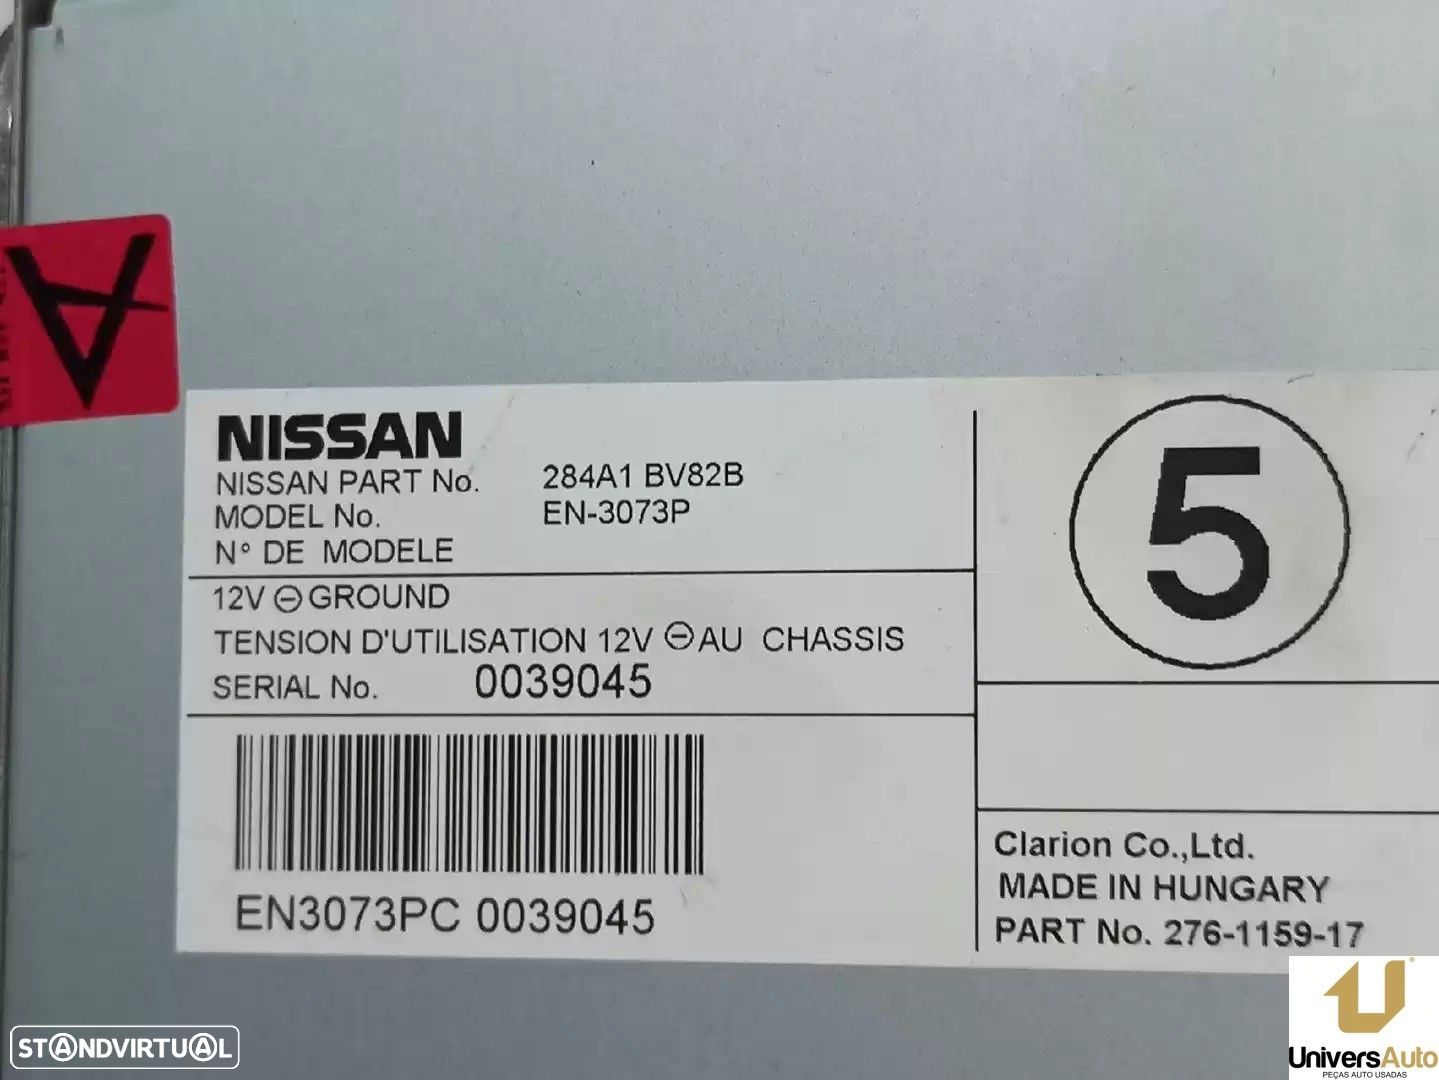 A
NISSAN
NISSAN PART No. 284A1 BV82B
MODEL No. EN-3073P
N° DE MODELE
12V ⊖ GROUND
TENSION D'UTILISATION 12V ⊖ AU CHASSIS
SERIAL No. 0039045
EN3073PC 0039045
5
Clarion Co.,Ltd.
MADE IN HUNGARY
PART No. 276-1159-17
STANDVIRTUAL
UniversAuto
PEÇAS AUTO USADAS